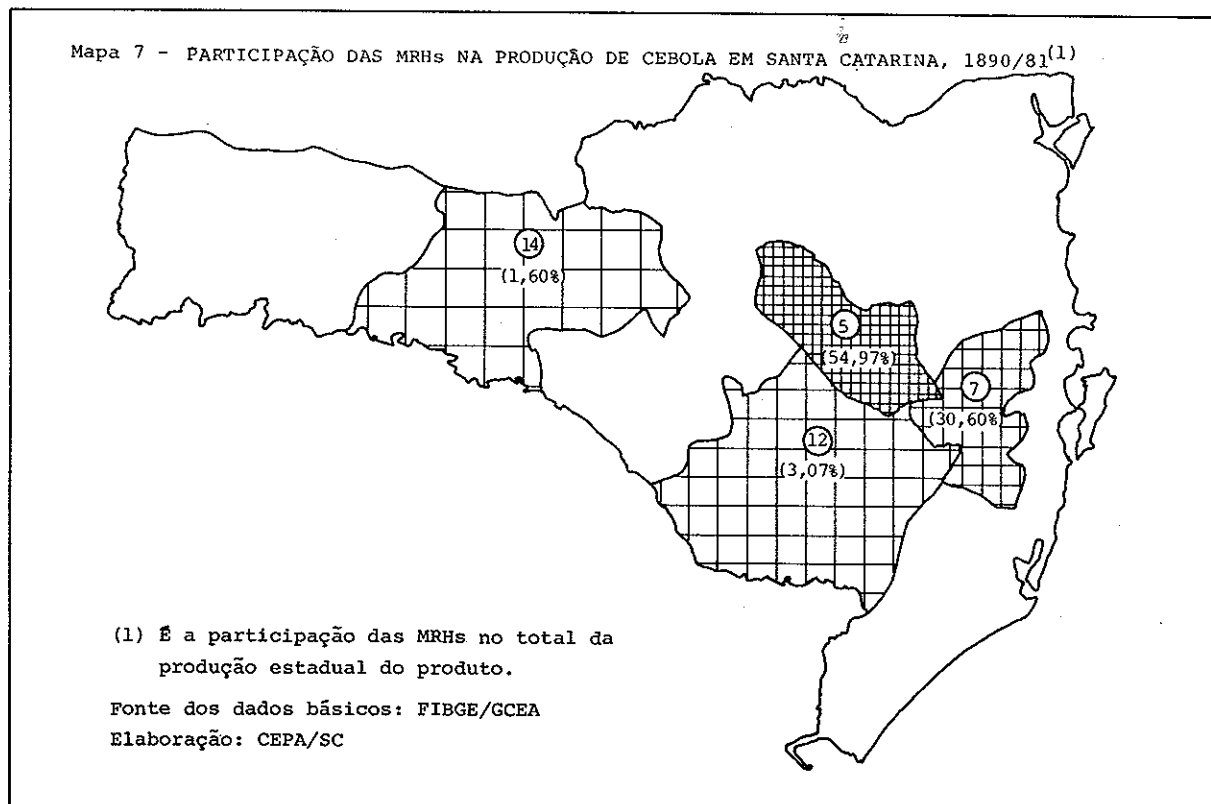 Mapa 7 - PARTICIPAÇÃO DAS MRHs NA PRODUÇÃO DE CEBOLA EM SANTA CATARINA, 1890/81(1)
14
(1,60%)
5
(54,97%)
7
(30,60%)
12
(3,07%)
(1) É a participação das MRHs no total da
produção estadual do produto.
Fonte dos dados básicos: FIBGE/GCEA
Elaboração: CEPA/SC